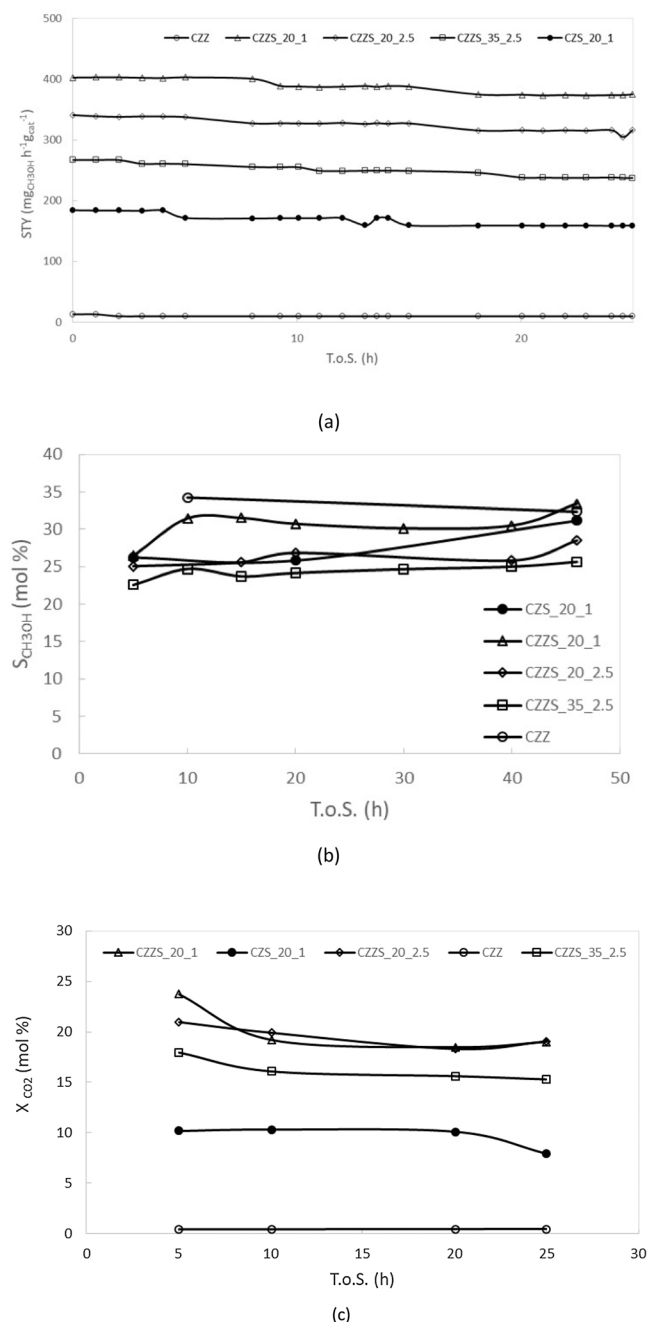 500
400
300
200
100
0
STY (mg_CH3OH h⁻¹g_cat⁻¹)
CZZ CZZS_20_1 CZZS_20_2.5 CZZS_35_2.5 CZS_20_1
0 10 20
T.o.S. (h)
(a)
40
35
30
25
20
15
10
5
0
S_CH3OH (mol %)
CZS_20_1
CZZS_20_1
CZZS_20_2.5
CZZS_35_2.5
CZZ
0 10 20 30 40 50
T.o.S. (h)
(b)
30
25
20
15
10
5
0
X CO2 (mol %)
CZZS_20_1 CZS_20_1 CZZS_20_2.5 CZZ CZZS_35_2.5
0 5 10 15 20 25 30
T.o.S. (h)
(c)